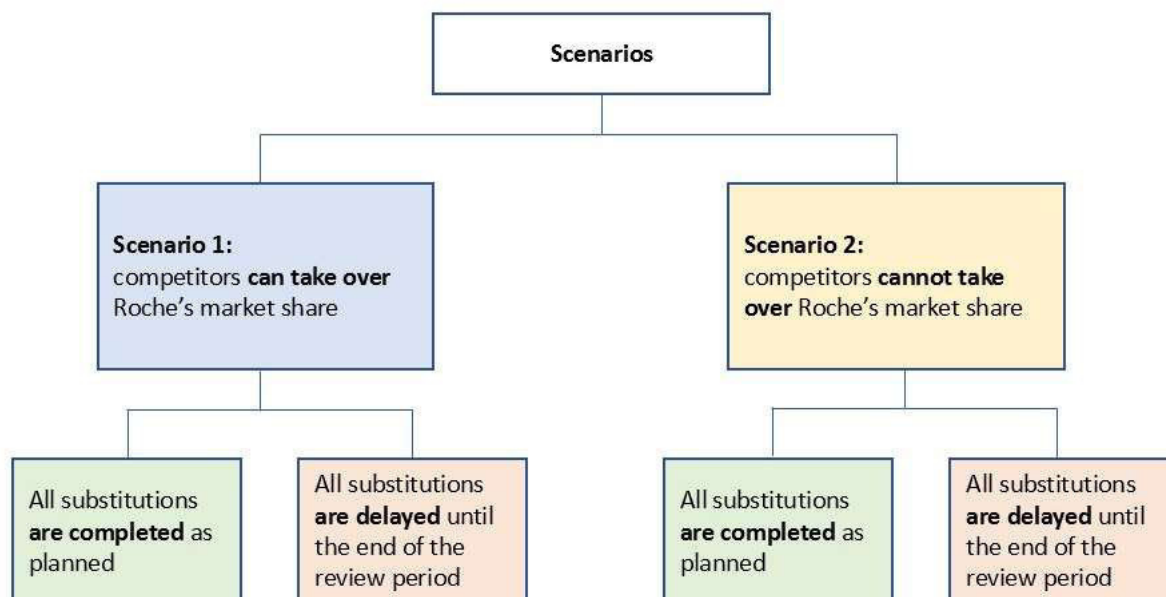 Scenarios
Scenario 1:
competitors can take over
Roche’s market share
Scenario 2:
competitors cannot take
over Roche’s market share
All substitutions
are completed as
planned
All substitutions
are delayed until
the end of the
review period
All substitutions
are completed as
planned
All substitutions
are delayed until
the end of the
review period